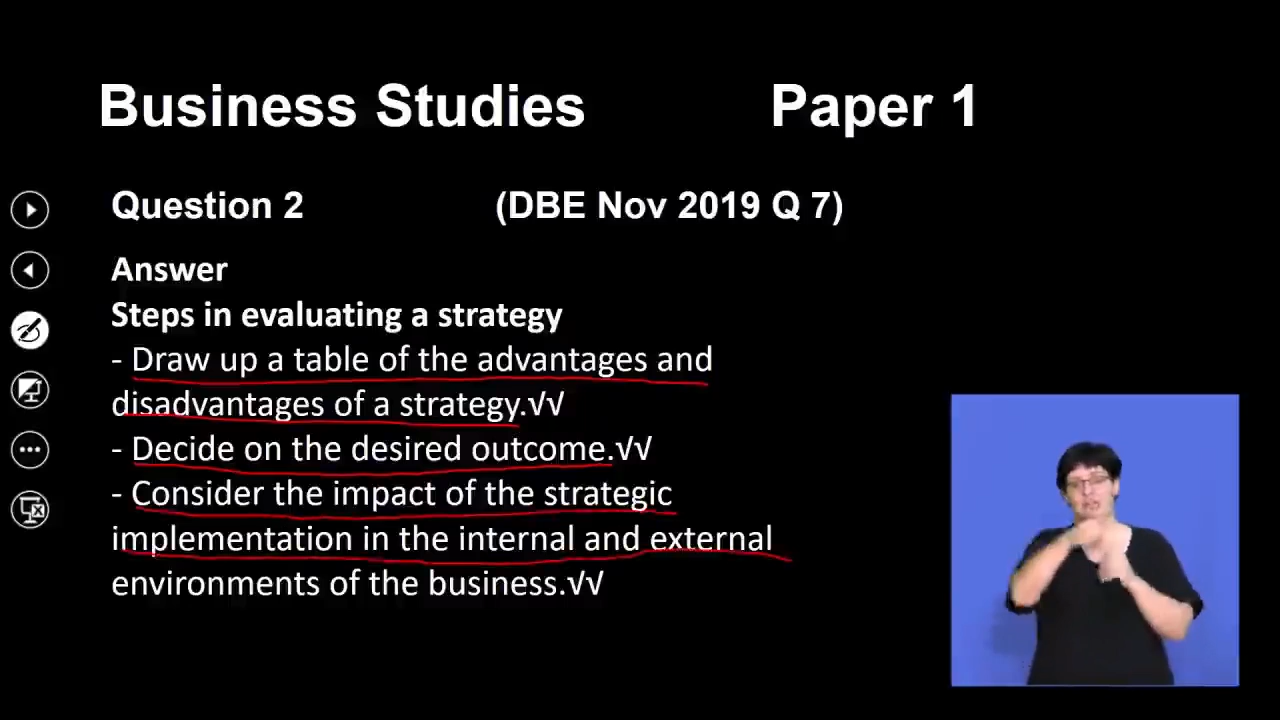 Business Studies Paper 1
Question 2 (DBE Nov 2019 Q 7)
Answer
Steps in evaluating a strategy
- Draw up a table of the advantages and
disadvantages of a strategy.√√
- Decide on the desired outcome.√√
- Consider the impact of the strategic
implementation in the internal and external
environments of the business.√√